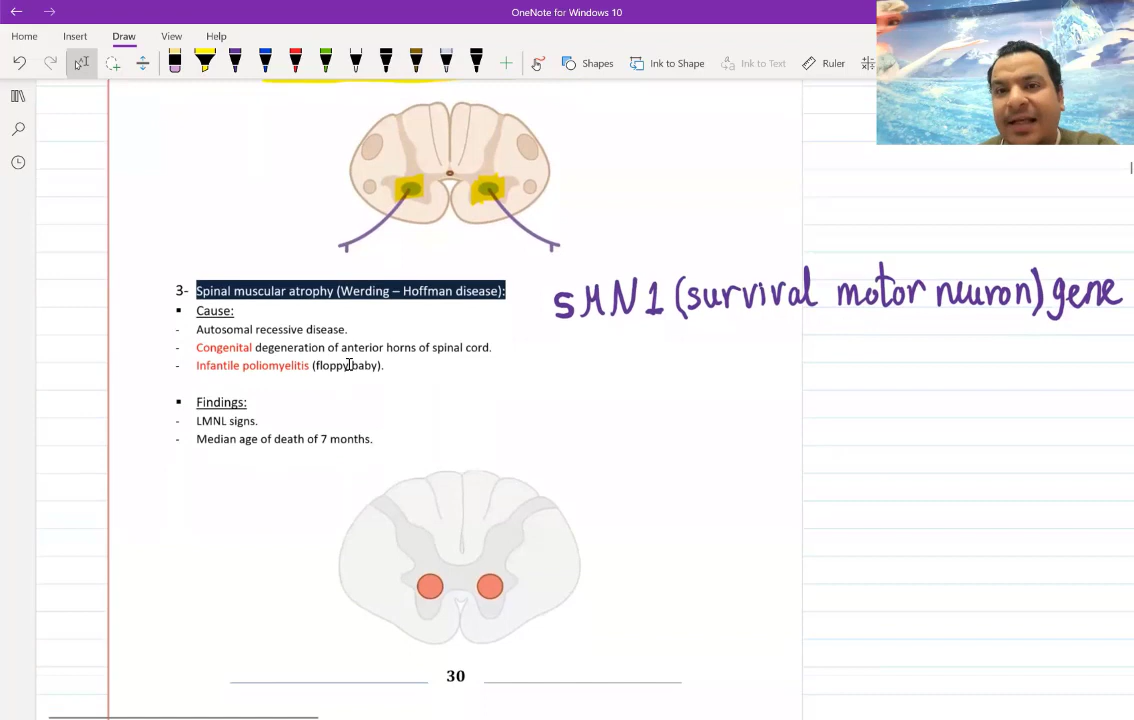 OneNote for Windows 10
Home Insert Draw View Help
Shapes Ink to Shape Ink to Text Ruler
3- Spinal muscular atrophy (Werding – Hoffman disease):
sMN1 (survival motor neuron) gene
▪ Cause:
- Autosomal recessive disease.
- Congenital degeneration of anterior horns of spinal cord.
- Infantile poliomyelitis (floppy baby).
▪ Findings:
- LMNL signs.
- Median age of death of 7 months.
30